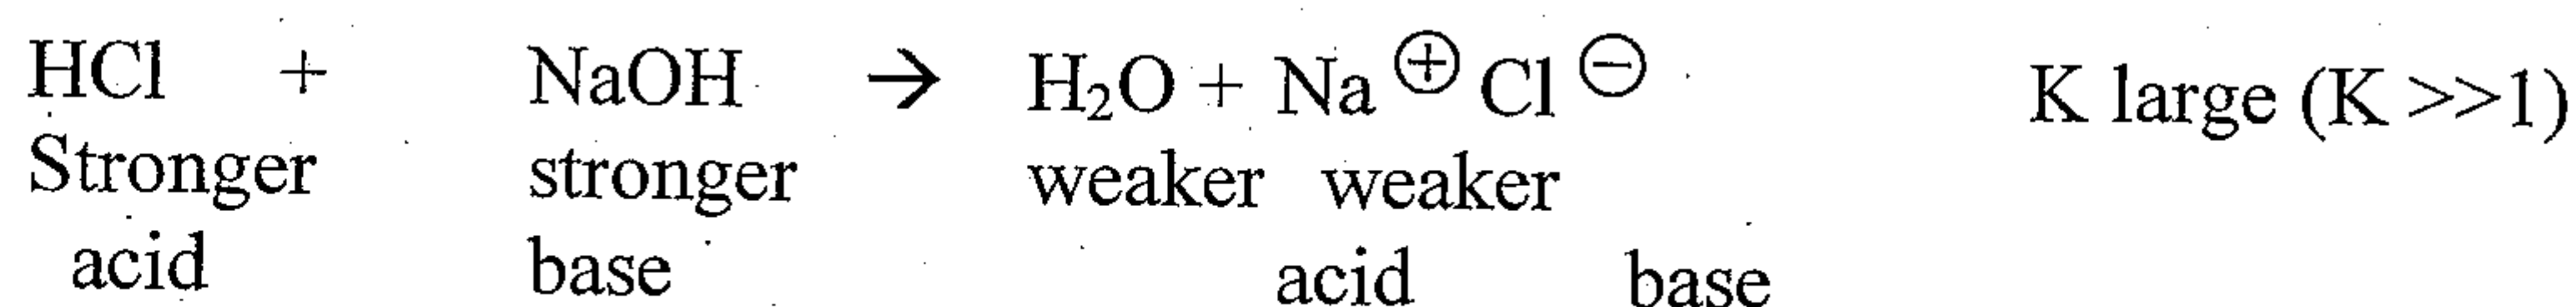 HCl + NaOH → H₂O + Na ⊕ Cl ⊖ K large (K >>1)
Stronger stronger weaker weaker
acid base acid base